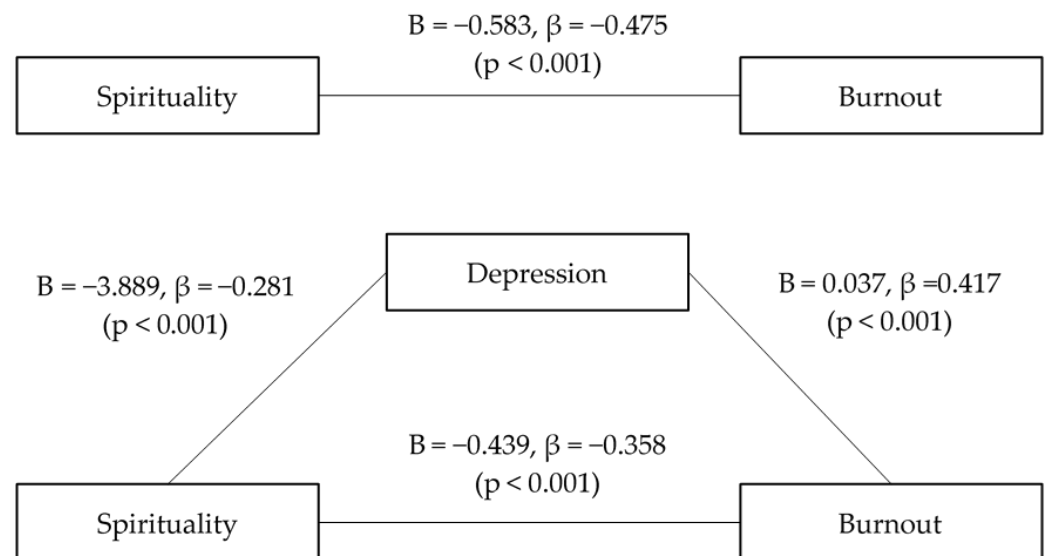 B = −0.583, β = −0.475
(p < 0.001)
Spirituality
Burnout
Depression
B = −3.889, β = −0.281
(p < 0.001)
B = 0.037, β =0.417
(p < 0.001)
B = −0.439, β = −0.358
(p < 0.001)
Spirituality
Burnout